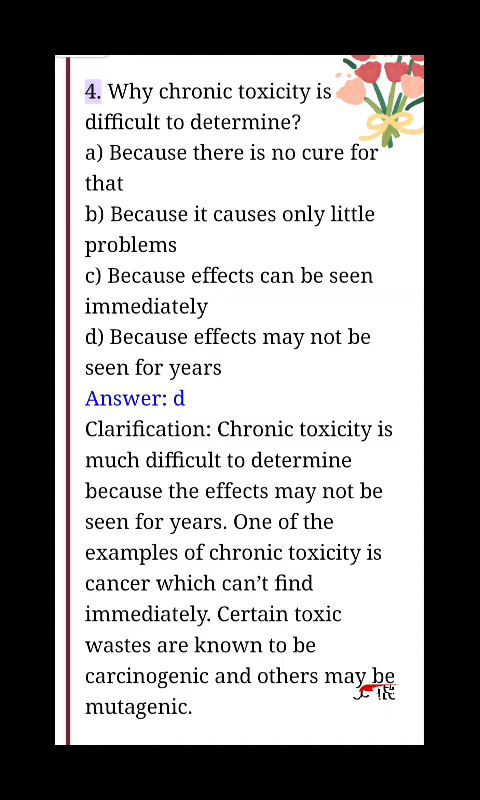 4. Why chronic toxicity is
difficult to determine?
a) Because there is no cure for
that
b) Because it causes only little
problems
c) Because effects can be seen
immediately
d) Because effects may not be
seen for years
Answer: d
Clarification: Chronic toxicity is
much difficult to determine
because the effects may not be
seen for years. One of the
examples of chronic toxicity is
cancer which can’t find
immediately. Certain toxic
wastes are known to be
carcinogenic and others may be
mutagenic.